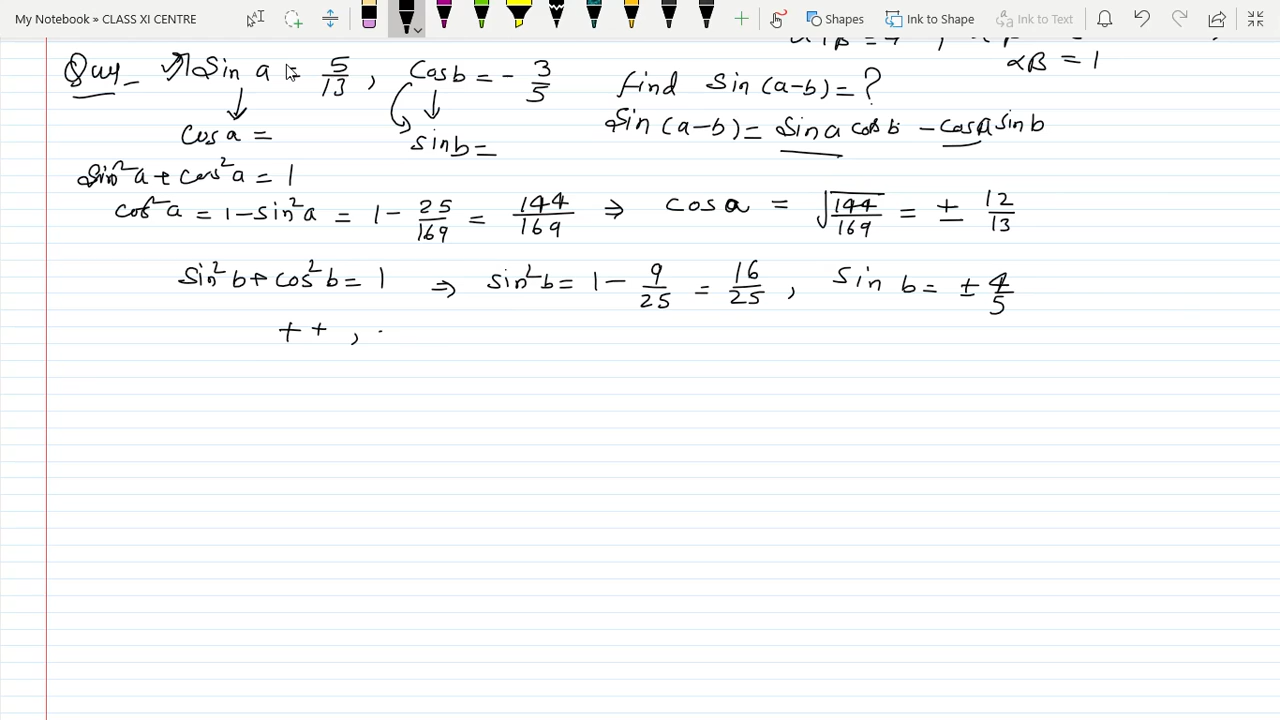 My Notebook » CLASS XI CENTRE Shapes Ink to Shape Ink to Text
αβ = 1
Sin a = 5/13 , Cos b = - 3/5 find Sin (a-b) = ?
Sin (a-b) = Sin a cos b - cos a sin b
cos a = sin b =
Sin²a + cos²a = 1
cos²a = 1 - sin²a = 1 - 25/169 = 144/169 ⇒ cos a = √144/169 = ± 12/13
Sin²b + cos²b = 1 ⇒ sin²b = 1 - 9/25 = 16/25 , Sin b = ± 4/5
+ + ,